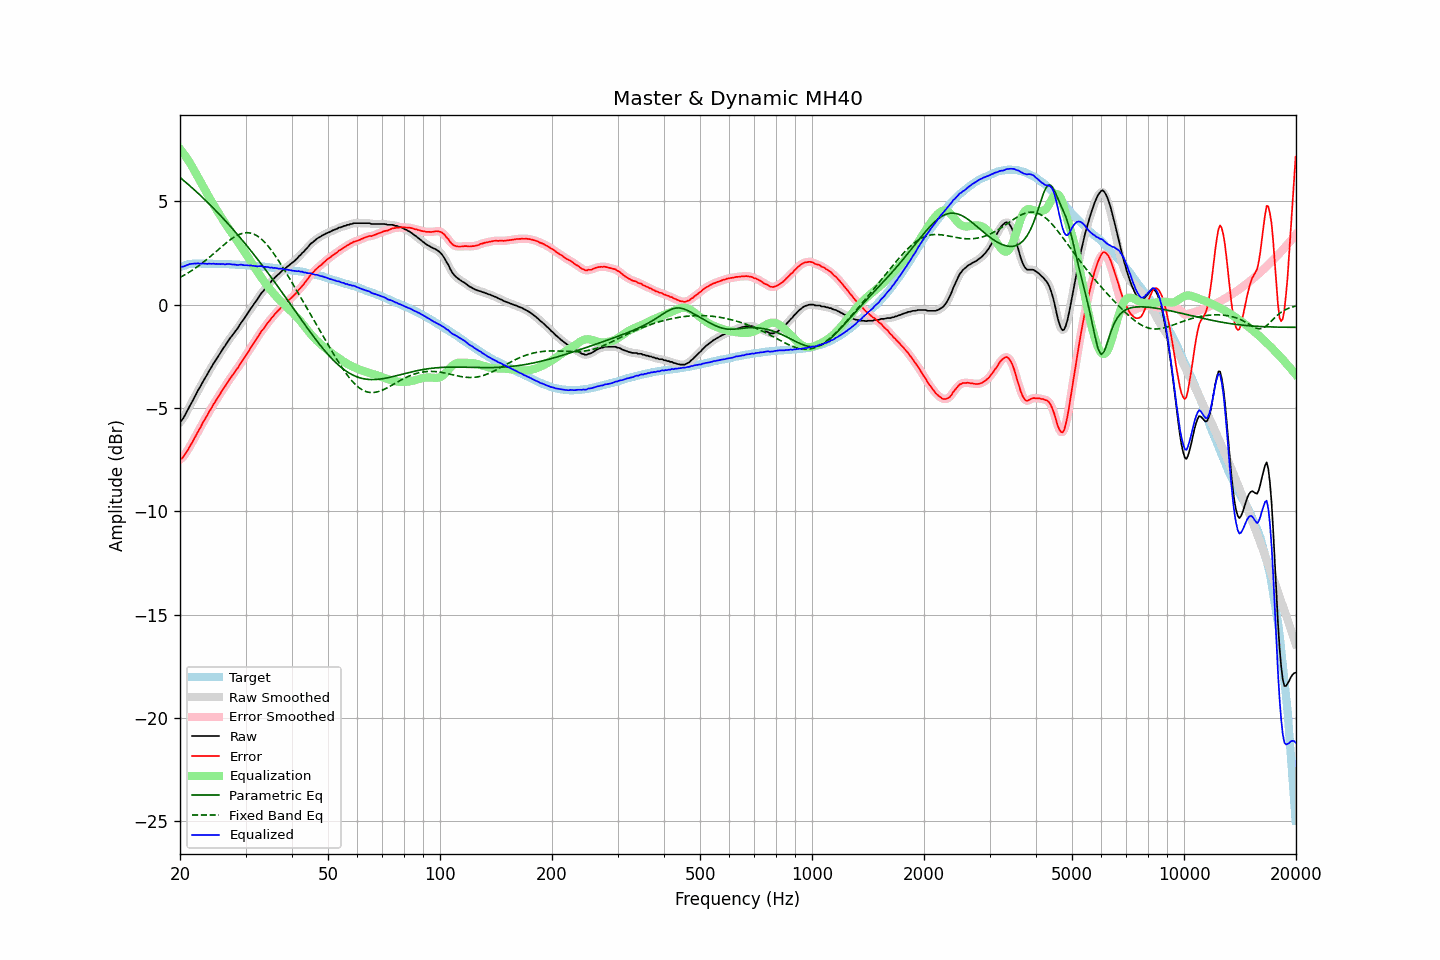 Master & Dynamic MH40
Amplitude (dBr)
5
0
−5
−10
−15
−20
−25
Target
Raw Smoothed
Error Smoothed
Raw
Error
Equalization
Parametric Eq
Fixed Band Eq
Equalized
20 50 100 200 500 1000 2000 5000 10000 20000
Frequency (Hz)